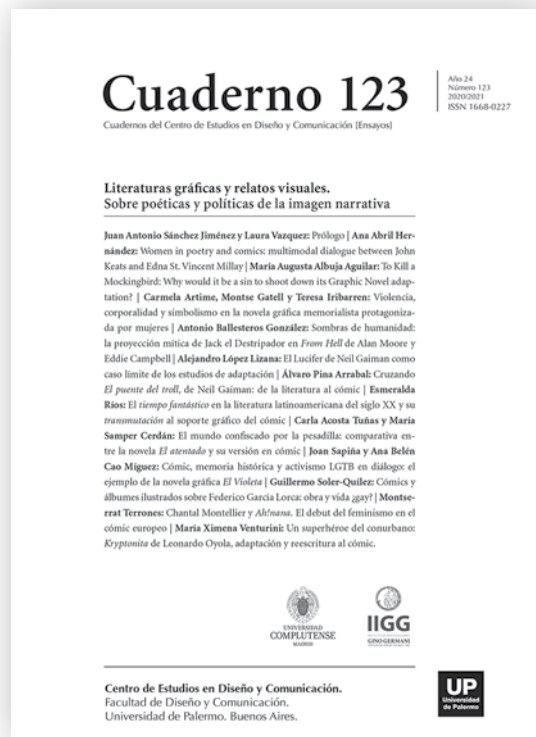 Cuaderno 123
Cuadernos del Centro de Estudios en Diseño y Comunicación [Ensayos]
Año 24
Número 123
2020/2021
ISSN 1668-0227
Literaturas gráficas y relatos visuales.
Sobre poéticas y políticas de la imagen narrativa
Juan Antonio Sánchez Jiménez y Laura Vazquez: Prólogo | Ana Abril Her-
nández: Women in poetry and comics: multimodal dialogue between John
Keats and Edna St. Vincent Millay | María Augusta Albuja Aguilar: To Kill a
Mockingbird: Why would it be a sin to shoot down its Graphic Novel adap-
tation? | Carmela Artime, Montse Gatell y Teresa Iribarren: Violencia,
corporalidad y simbolismo en la novela gráfica memorialista protagoniza-
da por mujeres | Antonio Ballesteros González: Sombras de humanidad:
la proyección mítica de Jack el Destripador en From Hell de Alan Moore y
Eddie Campbell | Alejandro López Lizana: El Lucifer de Neil Gaiman como
caso límite de los estudios de adaptación | Álvaro Pina Arrabal: Cruzando
El puente del troll, de Neil Gaiman: de la literatura al cómic | Esmeralda
Ríos: El tiempo fantástico en la literatura latinoamericana del siglo XX y su
transmutación al soporte gráfico del cómic | Carla Acosta Tuñas y María
Samper Cerdán: El mundo confiscado por la pesadilla: comparativa en-
tre la novela El atentado y su versión en cómic | Joan Sapiña y Ana Belén
Cao Míguez: Cómic, memoria histórica y activismo LGTB en diálogo: el
ejemplo de la novela gráfica El Violeta | Guillermo Soler-Quílez: Cómics y
álbumes ilustrados sobre Federico García Lorca: obra y vida ¿gay? | Montse-
rrat Terrones: Chantal Montellier y Ah!nana. El debut del feminismo en el
cómic europeo | María Ximena Venturini: Un superhéroe del conurbano:
Kryptonita de Leonardo Oyola, adaptación y reescritura al cómic.
UNIVERSIDAD
COMPLUTENSE
MADRID
IIGG
GINO GERMANI
Centro de Estudios en Diseño y Comunicación.
Facultad de Diseño y Comunicación.
Universidad de Palermo. Buenos Aires.
UP
Universidad
de Palermo